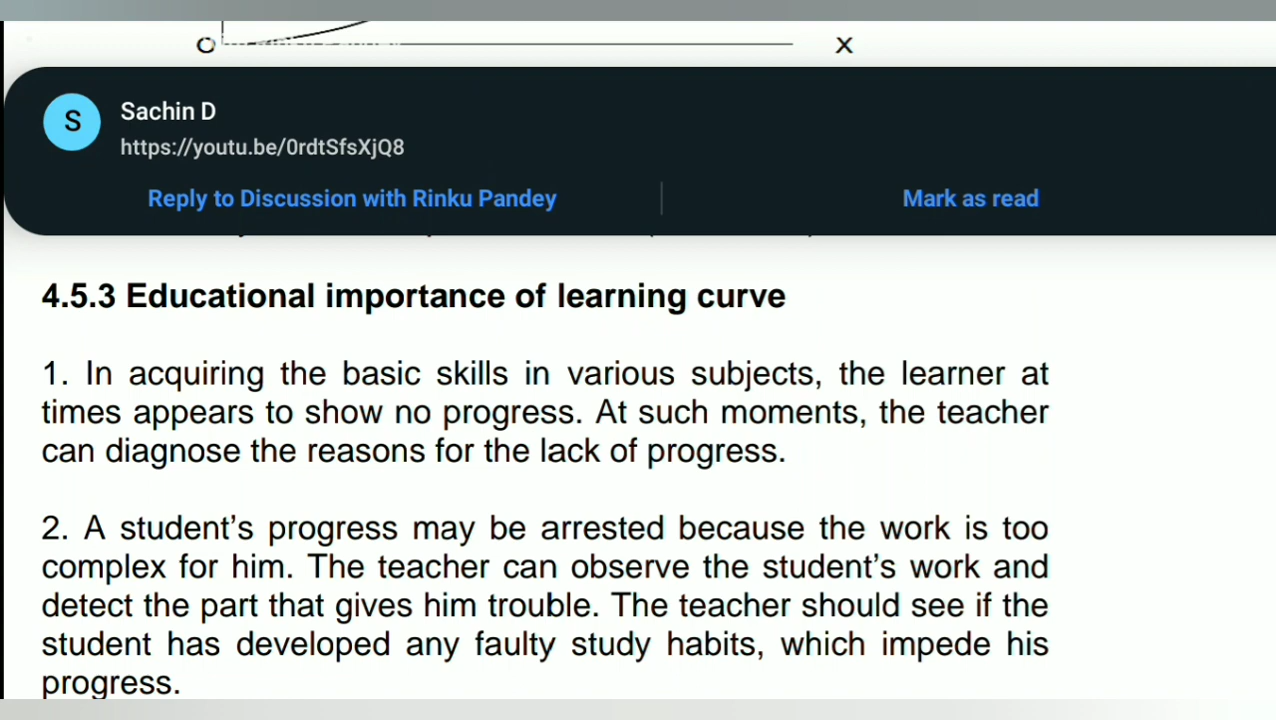 O X
S
Sachin D
https://youtu.be/0rdtSfsXjQ8
Reply to Discussion with Rinku Pandey
Mark as read
4.5.3 Educational importance of learning curve
1. In acquiring the basic skills in various subjects, the learner at
times appears to show no progress. At such moments, the teacher
can diagnose the reasons for the lack of progress.
2. A student’s progress may be arrested because the work is too
complex for him. The teacher can observe the student’s work and
detect the part that gives him trouble. The teacher should see if the
student has developed any faulty study habits, which impede his
progress.